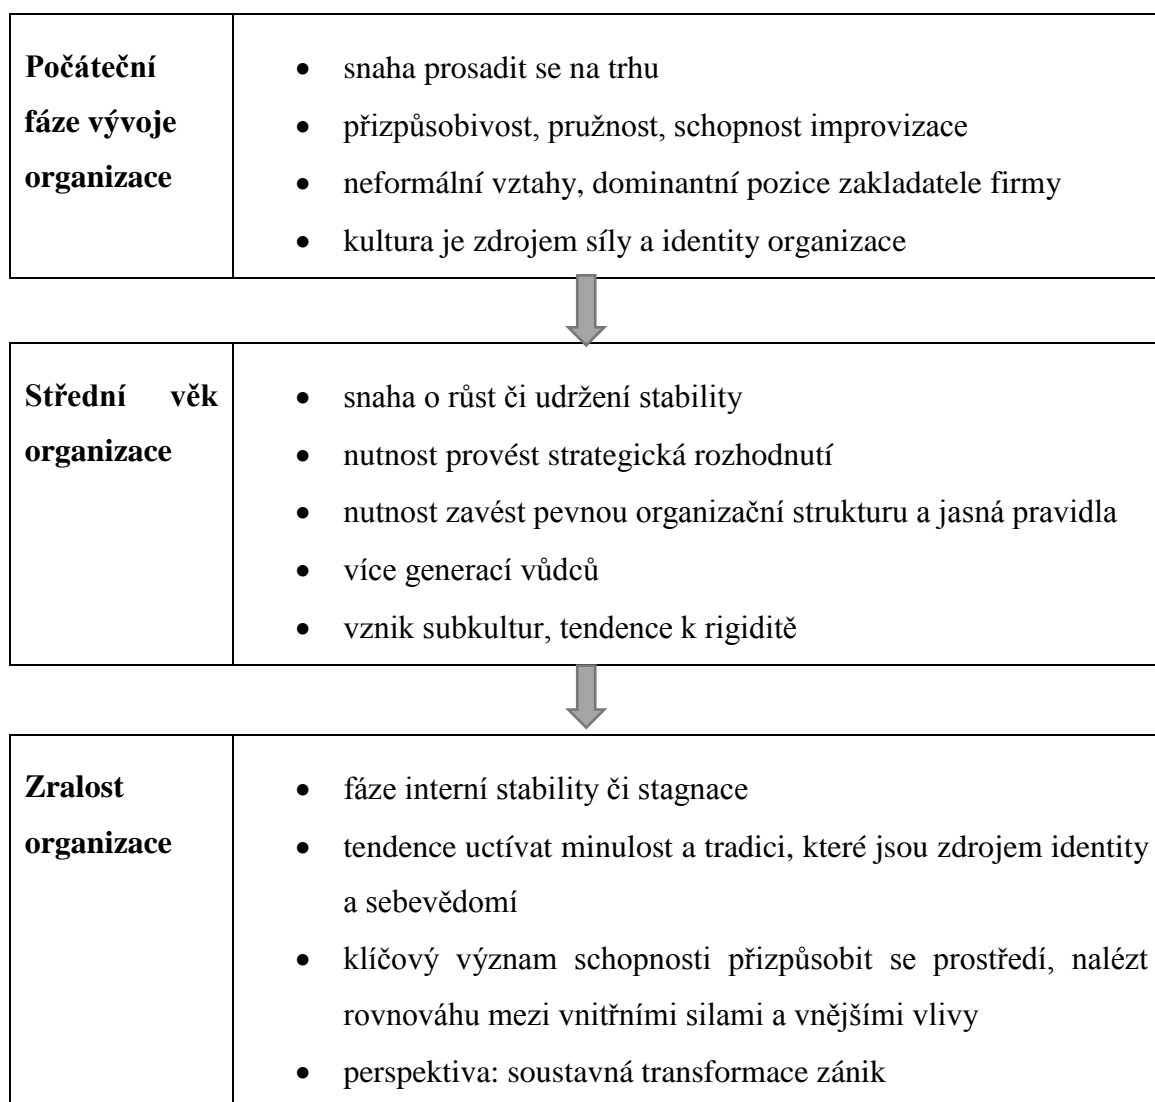 Počáteční
fáze vývoje
organizace
• snaha prosadit se na trhu
• přizpůsobivost, pružnost, schopnost improvizace
• neformální vztahy, dominantní pozice zakladatele firmy
• kultura je zdrojem síly a identity organizace
Střední věk
organizace
• snaha o růst či udržení stability
• nutnost provést strategická rozhodnutí
• nutnost zavést pevnou organizační strukturu a jasná pravidla
• více generací vůdců
• vznik subkultur, tendence k rigiditě
Zralost
organizace
• fáze interní stability či stagnace
• tendence uctívat minulost a tradici, které jsou zdrojem identity
a sebevědomí
• klíčový význam schopnosti přizpůsobit se prostředí, nalézt
rovnováhu mezi vnitřními silami a vnějšími vlivy
• perspektiva: soustavná transformace zánik